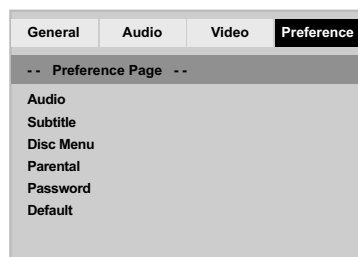 General Audio Video Preference
- - Preference Page - -
Audio
Subtitle
Disc Menu
Parental
Password
Default